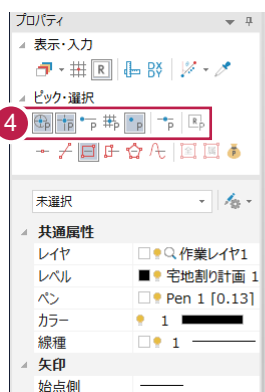 プロパティ
表示・入力
R DX DY
ピック・選択
4
P P P P P P R P
未選択
共通属性
レイヤ 作業レイヤ1
レベル 宅地割り計画 1
ペン Pen 1 [0.13]
カラー 1
線種 1
矢印
始点側